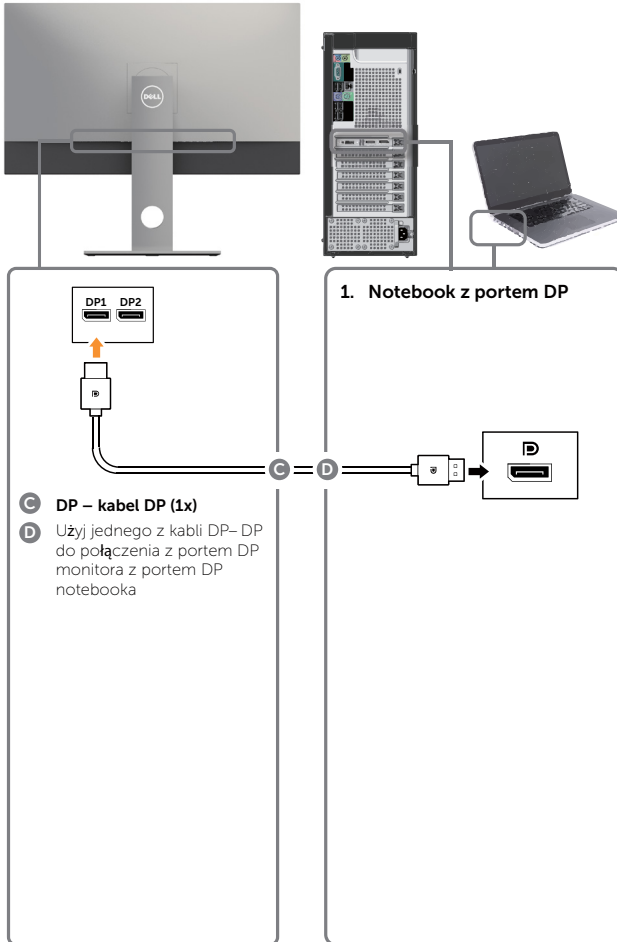 DELL
DP1 DP2
1. Notebook z portem DP
C D
C DP – kabel DP (1x)
D Użyj jednego z kabli DP– DP
do połączenia z portem DP
monitora z portem DP
notebooka